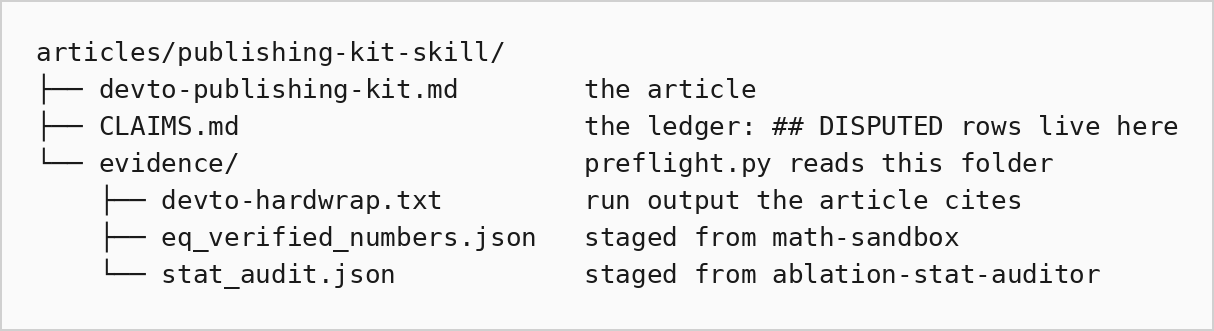 articles/publishing-kit-skill/
├── devto-publishing-kit.md        the article
├── CLAIMS.md                      the ledger: ## DISPUTED rows live here
└── evidence/                      preflight.py reads this folder
    ├── devto-hardwrap.txt         run output the article cites
    ├── eq_verified_numbers.json   staged from math-sandbox
    └── stat_audit.json            staged from ablation-stat-auditor